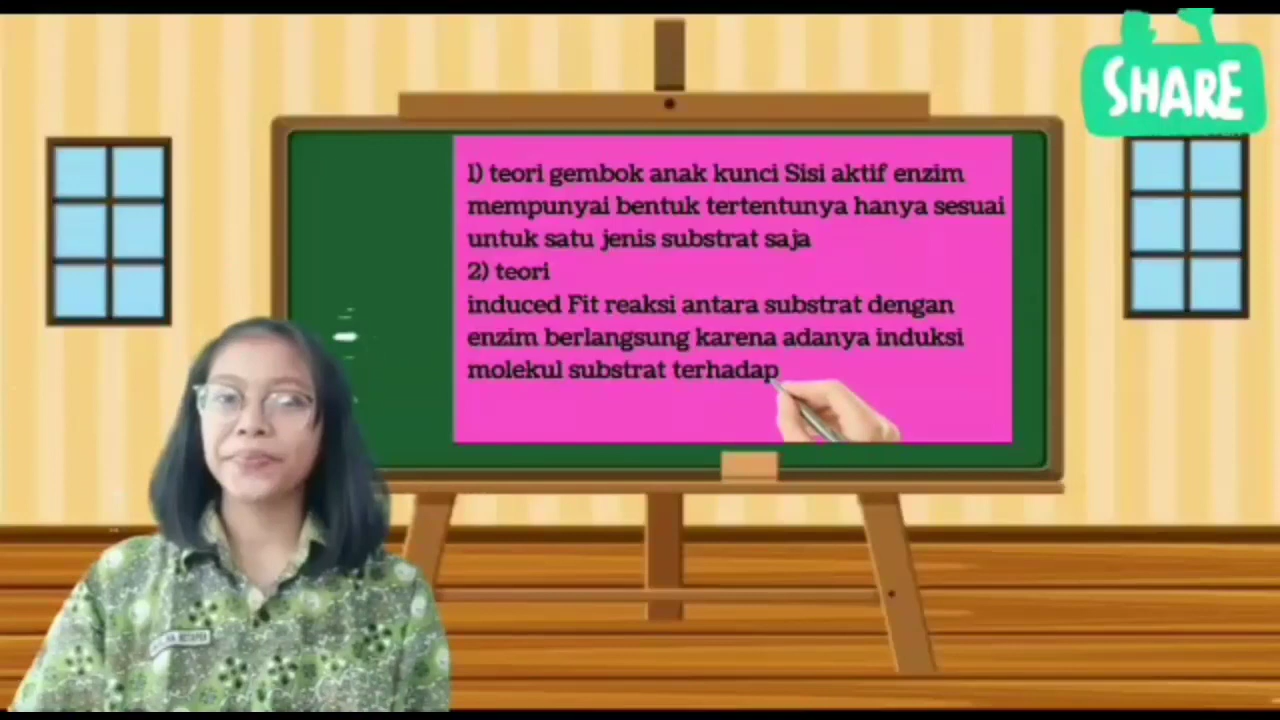 SHARE
1) teori gembok anak kunci Sisi aktif enzim
mempunyai bentuk tertentunya hanya sesuai
untuk satu jenis substrat saja
2) teori
induced Fit reaksi antara substrat dengan
enzim berlangsung karena adanya induksi
molekul substrat terhadap